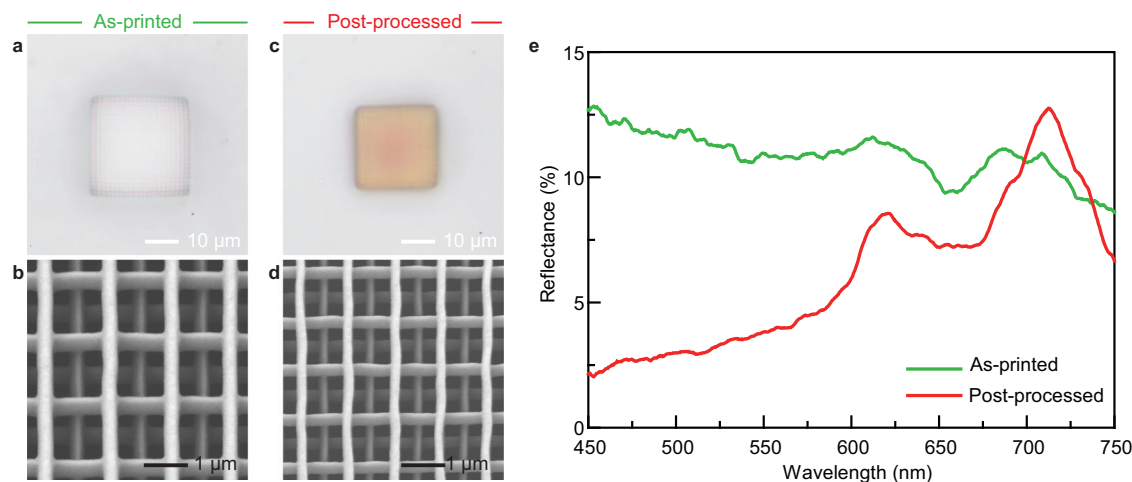 As-printed
Post-processed
a
10 μm
b
1 μm
c
10 μm
d
1 μm
e
15
10
5
0
Reflectance (%)
As-printed
Post-processed
450
500
550
600
650
700
750
Wavelength (nm)